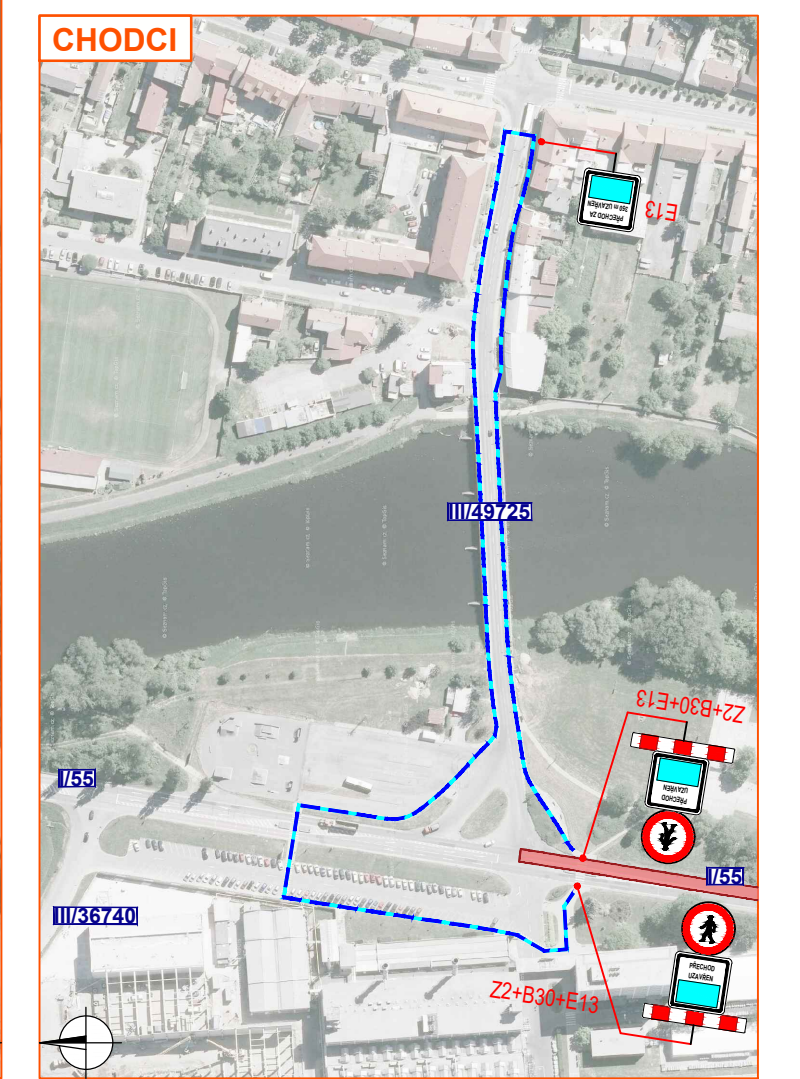 CHODCI
PŘECHOD ZA
360 m UZAVŘEN
E13
III/49725
Z2+B30+E13
PŘECHOD
UZAVŘEN
I/55
I/55
III/36740
PŘECHOD
UZAVŘEN
Z2+B30+E13